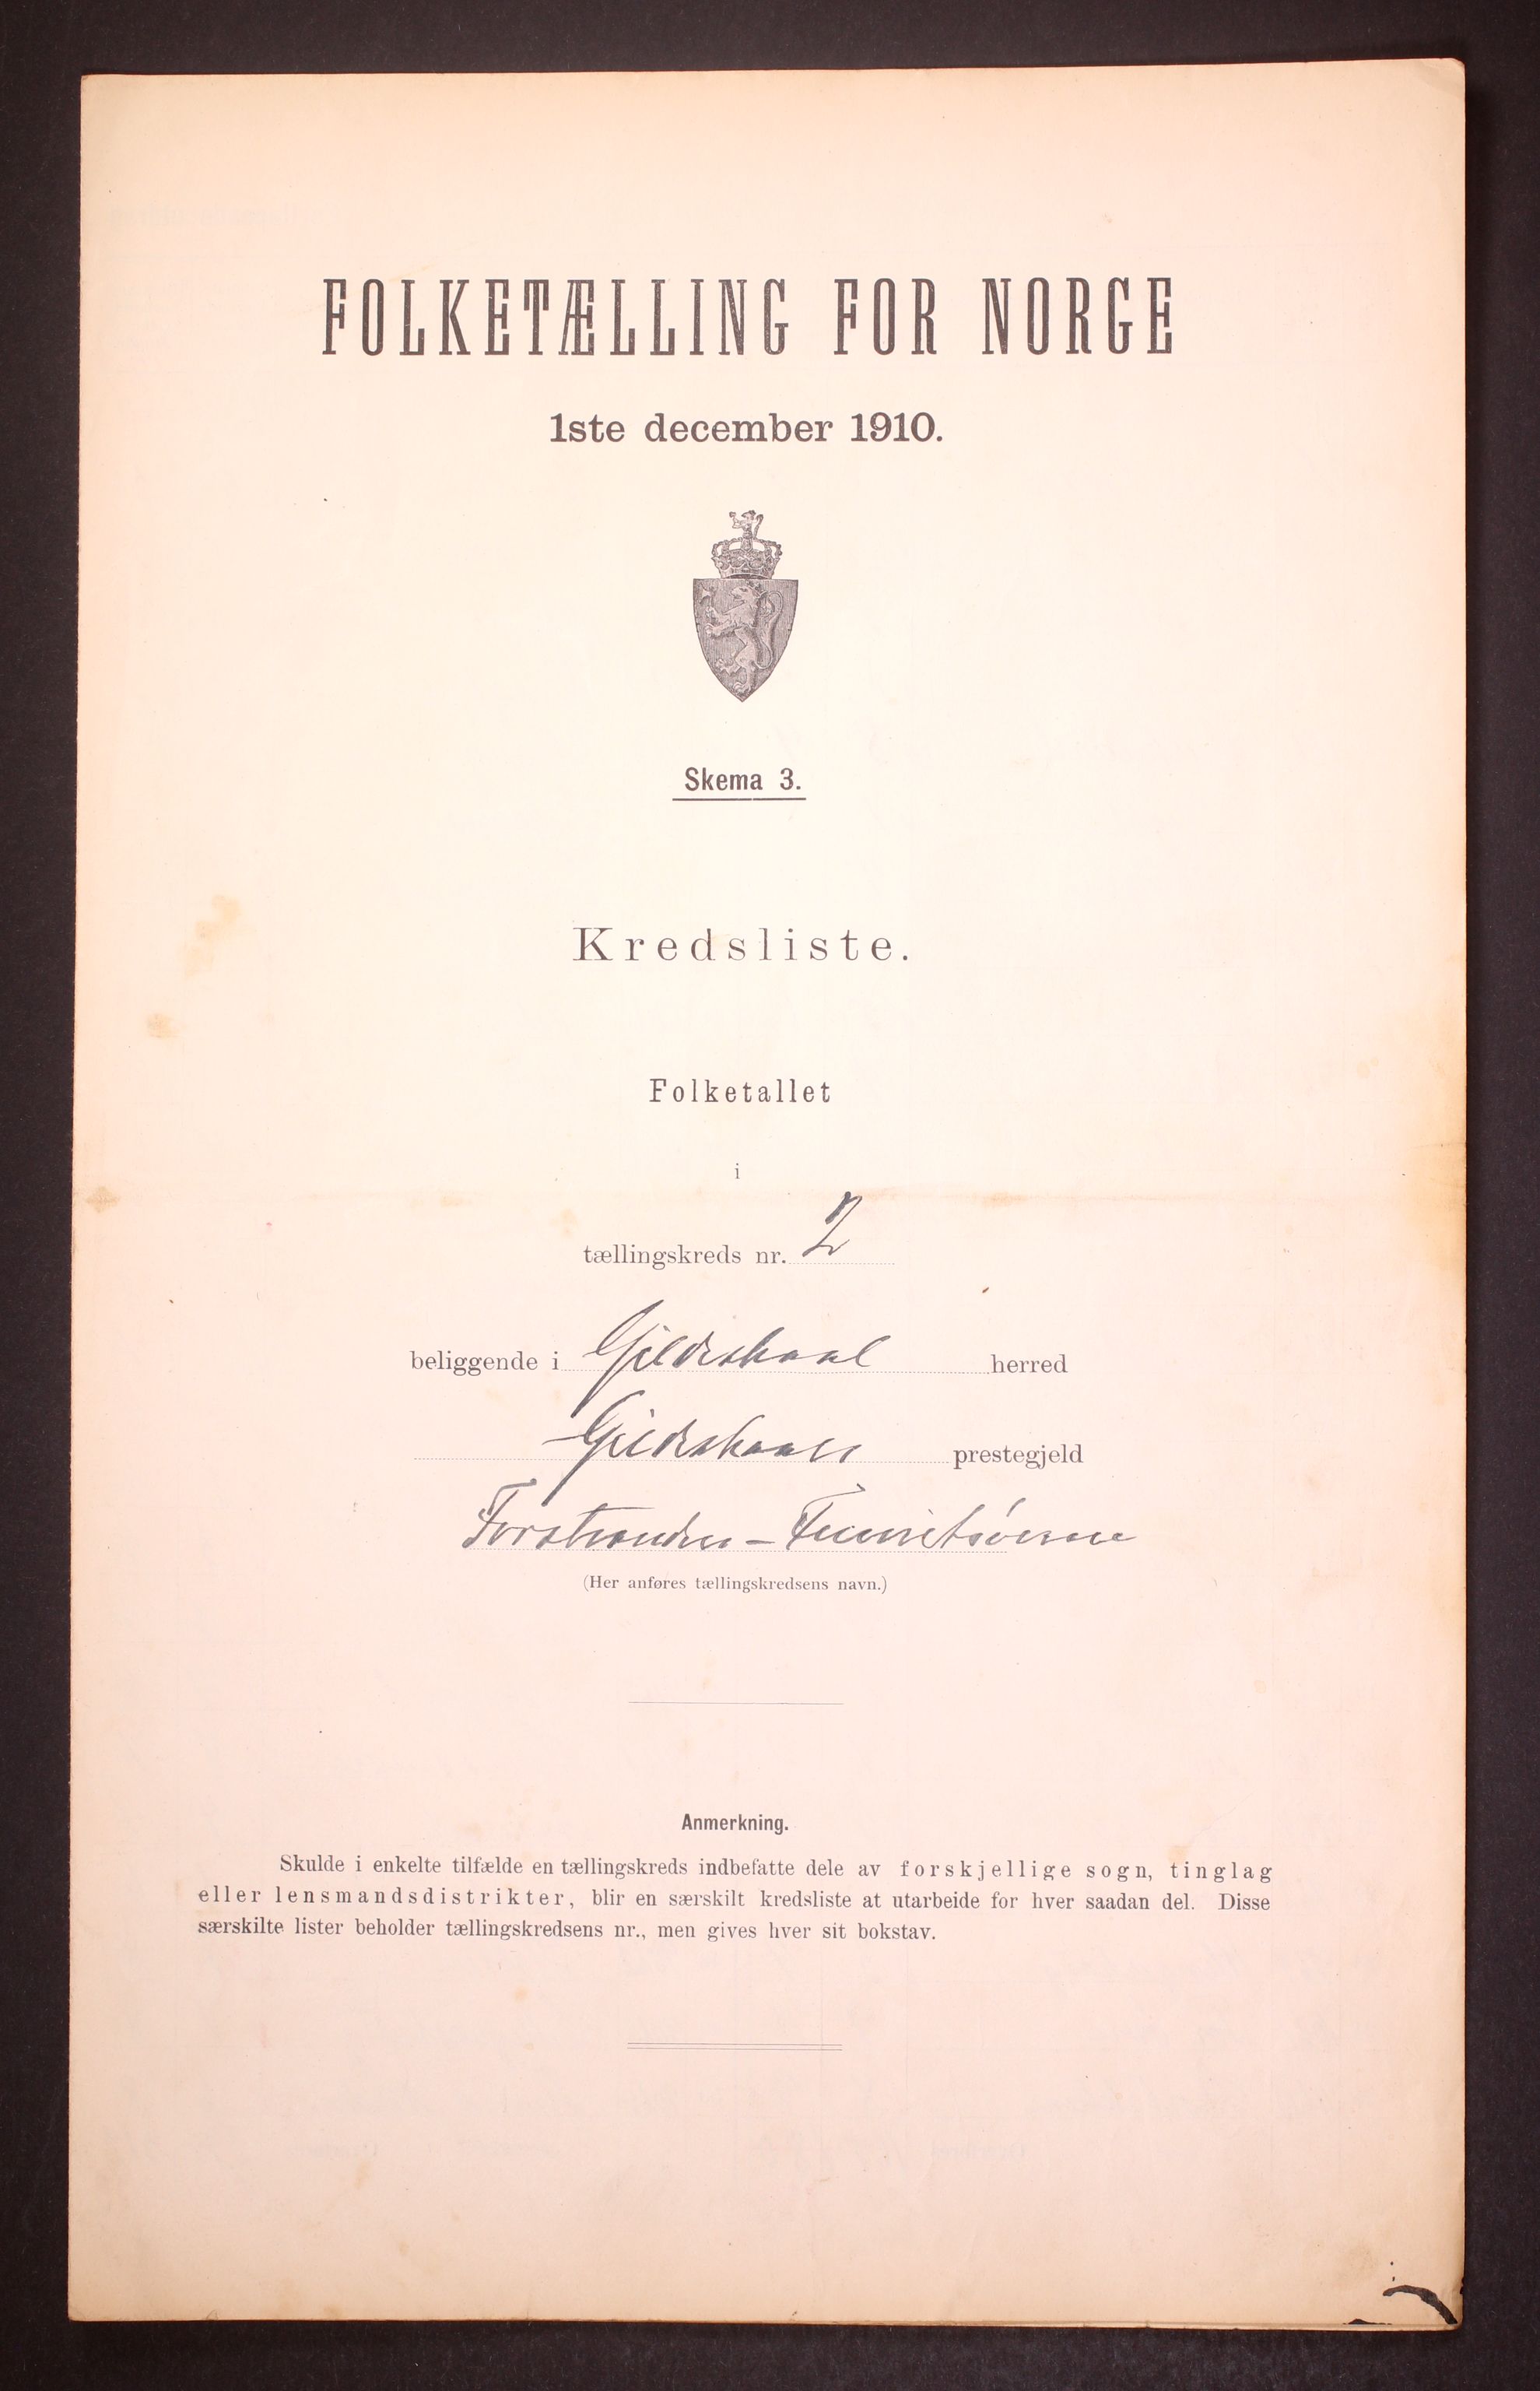 FOLKETÆLLING FOR NORGE
1ste december 1910.
Skema 3.
Kredsliste.
Folketallet
i
tællingskreds nr. 2
beliggende i Gildeskaal herred
Gildeskaals prestegjeld
Forstranden –
(Her anføres tællingskredsens navn.)
Anmerkning.
Skulde i enkelte tilfælde en tællingskreds indbefatte dele av forskjellige sogn, tinglag
eller lensmandsdistrikter, blir en særskilt kredsliste at utarbeide for hver saadan del. Disse
særskilte lister beholder tællingskredsens nr., men gives hver sit bokstav.